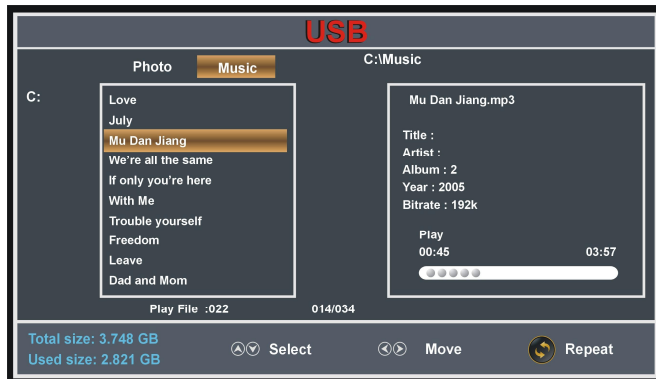 USB
Photo Music C:\Music
C:
Love
July
Mu Dan Jiang
We're all the same
If only you're here
With Me
Trouble yourself
Freedom
Leave
Dad and Mom
Mu Dan Jiang.mp3
Title :
Artist :
Album : 2
Year : 2005
Bitrate : 192k
Play
00:45 03:57
Play File :022 014/034
Total size: 3.748 GB
Used size: 2.821 GB
Select Move Repeat